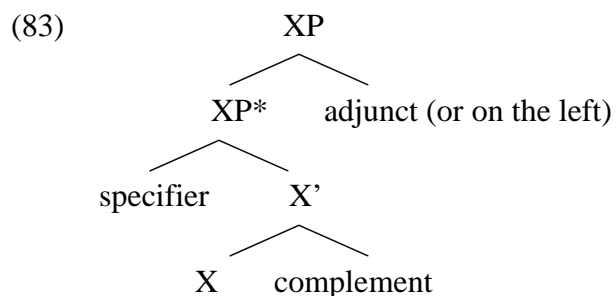 (83) XP
XP* adjunct (or on the left)
specifier X’
X complement